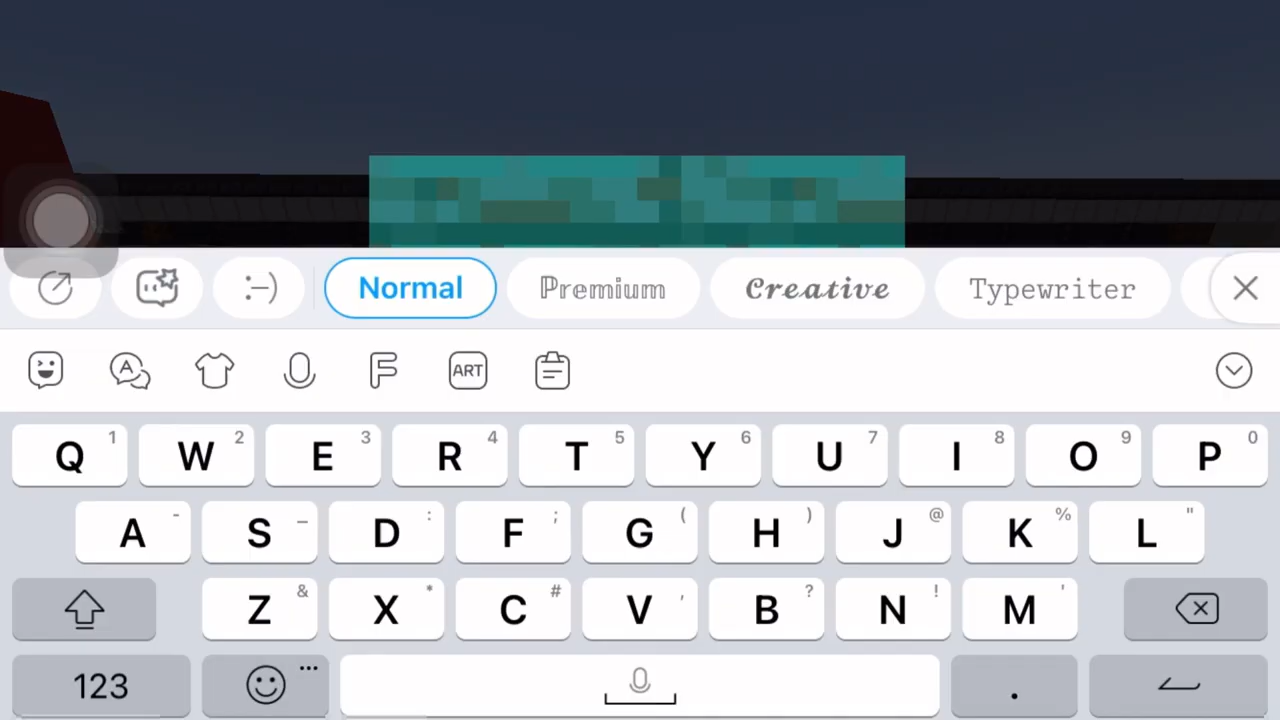 :-) Normal Premium Creative Typewriter
A F ART
Q 1 W 2 E 3 R 4 T 5 Y 6 U 7 I 8 O 9 P 0
A - S _ D : F ; G ( H ) J @ K % L "
Z & X * C # V , B ? N ! M '
123 ... .